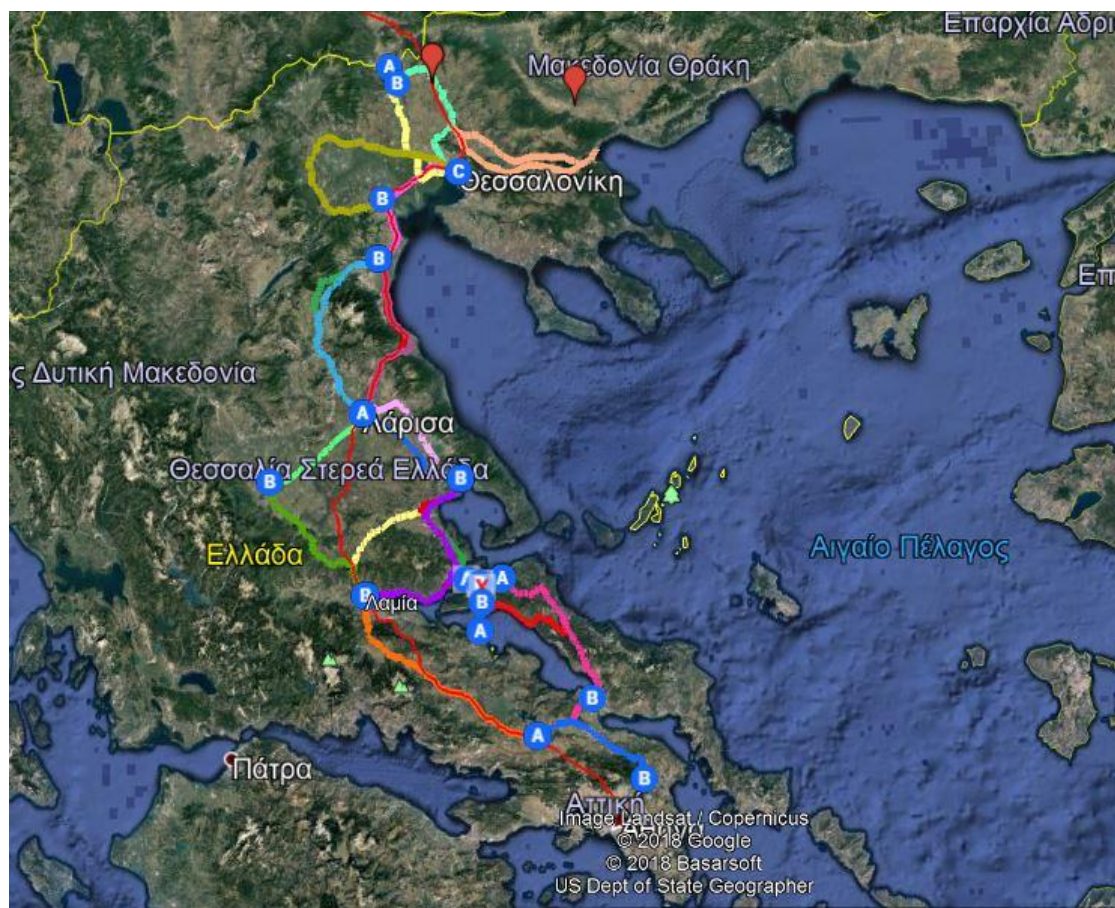 Επαρχία Αδρι
Μακεδονία Θράκη
A
B
C
Θεσσαλονίκη
B
B
Επ
ς Δυτική Μακεδονία
A
Λάρισα
Θεσσαλία Στερεά Ελλάδα
B
B
Ελλάδα
Αιγαίο Πέλαγος
A
B
Λαμία
B
A
B
A
Πάτρα
B
Αττική
Αθήνα
Image Landsat / Copernicus
© 2018 Google
© 2018 Basarsoft
US Dept of State Geographer